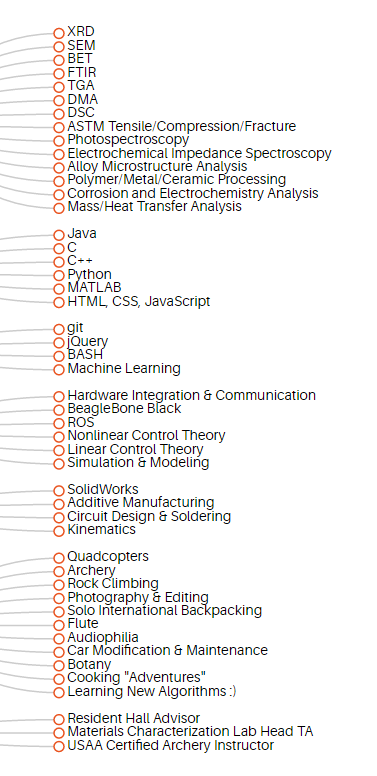 XRD
SEM
BET
FTIR
TGA
DMA
DSC
ASTM Tensile/Compression/Fracture
Photospectroscopy
Electrochemical Impedance Spectroscopy
Alloy Microstructure Analysis
Polymer/Metal/Ceramic Processing
Corrosion and Electrochemistry Analysis
Mass/Heat Transfer Analysis
Java
C
C++
Python
MATLAB
HTML, CSS, JavaScript
git
jQuery
BASH
Machine Learning
Hardware Integration & Communication
BeagleBone Black
ROS
Nonlinear Control Theory
Linear Control Theory
Simulation & Modeling
SolidWorks
Additive Manufacturing
Circuit Design & Soldering
Kinematics
Quadcopters
Archery
Rock Climbing
Photography & Editing
Solo International Backpacking
Flute
Audiophilia
Car Modification & Maintenance
Botany
Cooking "Adventures"
Learning New Algorithms :)
Resident Hall Advisor
Materials Characterization Lab Head TA
USAA Certified Archery Instructor